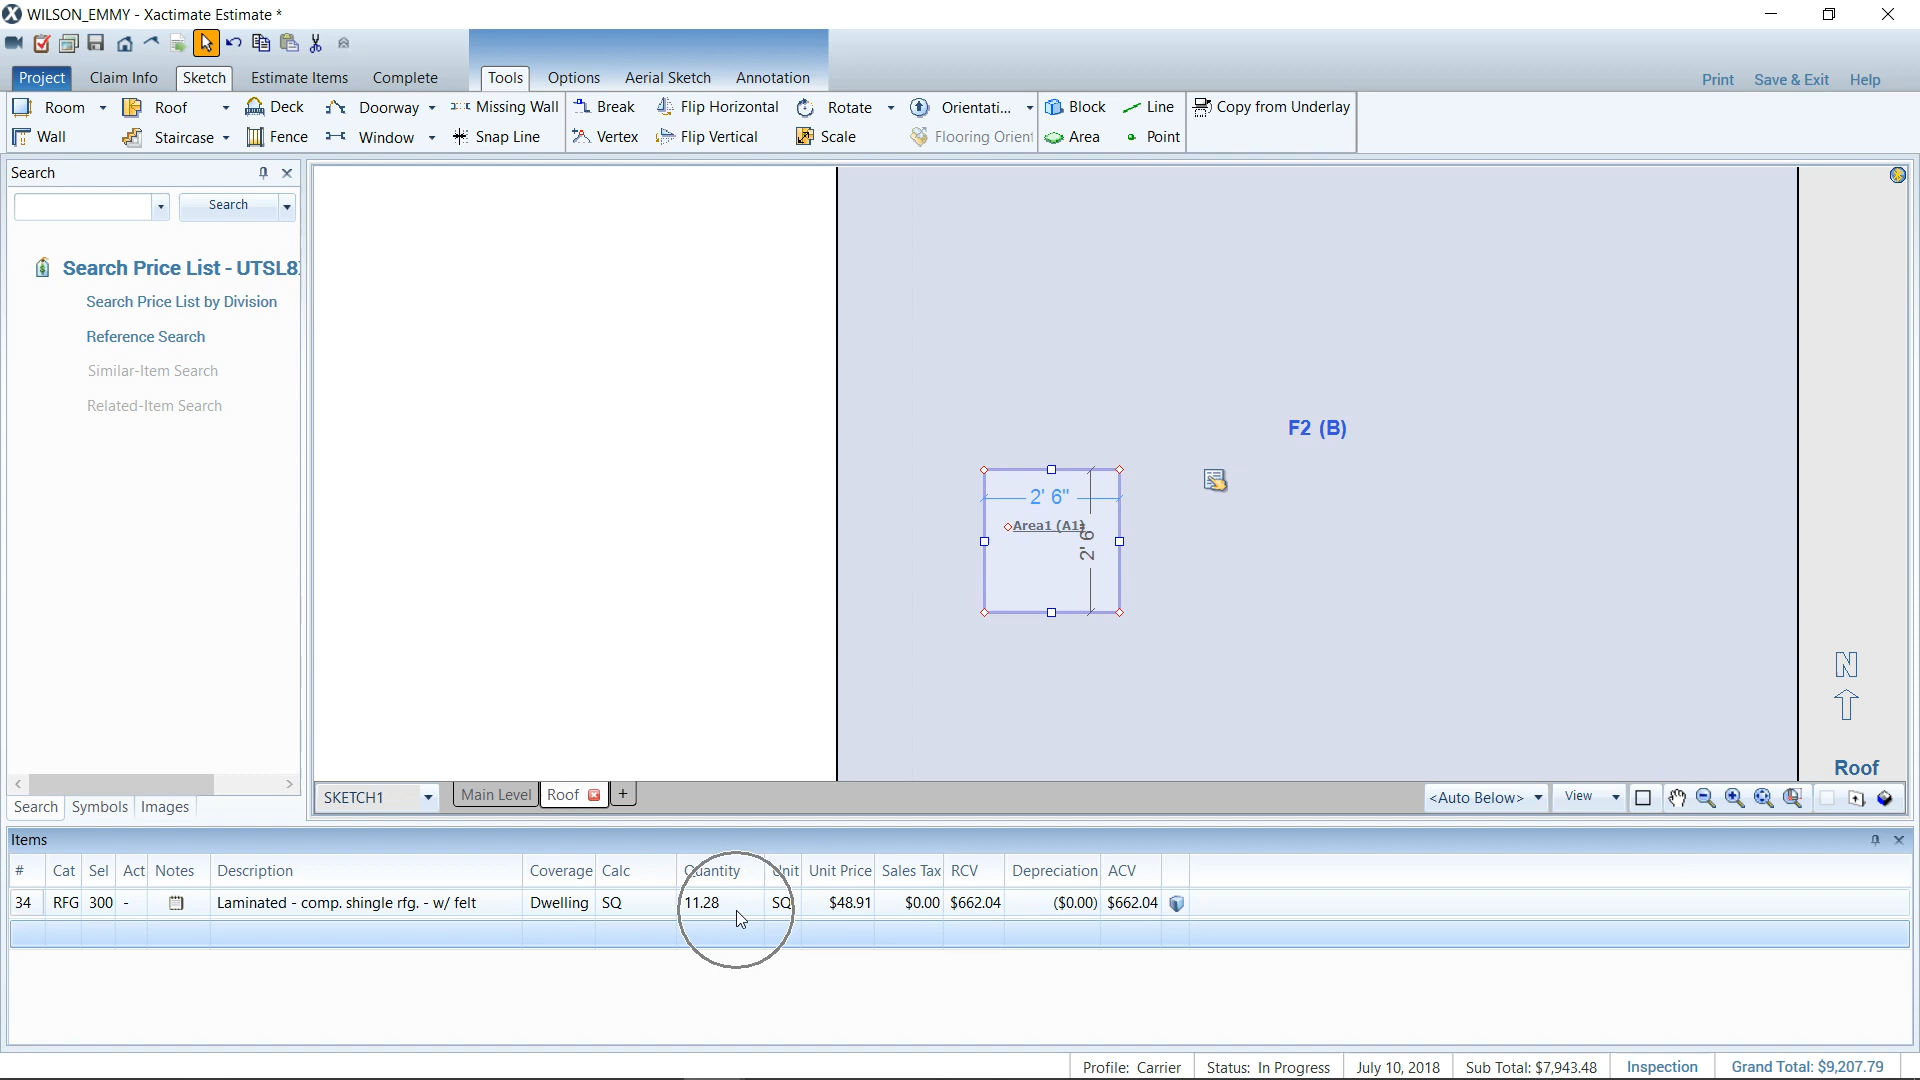 WILSON_EMMY - Xactimate Estimate *
Project Claim Info Sketch Estimate Items Complete Tools Options Aerial Sketch Annotation Print Save & Exit Help
Room Roof Deck Doorway Missing Wall Break Flip Horizontal Rotate Orientati... Block Line Copy from Underlay
Wall Staircase Fence Window Snap Line Vertex Flip Vertical Scale Flooring Orient Area Point
Search
Search
Search Price List - UTSL8
Search Price List by Division
Reference Search
Similar-Item Search
Related-Item Search
F2 (B)
2' 6"
Area1 (A1)
2' 6"
N
Roof
SKETCH1 Main Level Roof + <Auto Below> View
Search Symbols Images
Items
# Cat Sel Act Notes Description Coverage Calc Quantity Unit Unit Price Sales Tax RCV Depreciation ACV
34 RFG 300 - Laminated - comp. shingle rfg. - w/ felt Dwelling SQ 11.28 SQ $48.91 $0.00 $662.04 ($0.00) $662.04
Profile: Carrier Status: In Progress July 10, 2018 Sub Total: $7,943.48 Inspection Grand Total: $9,207.79